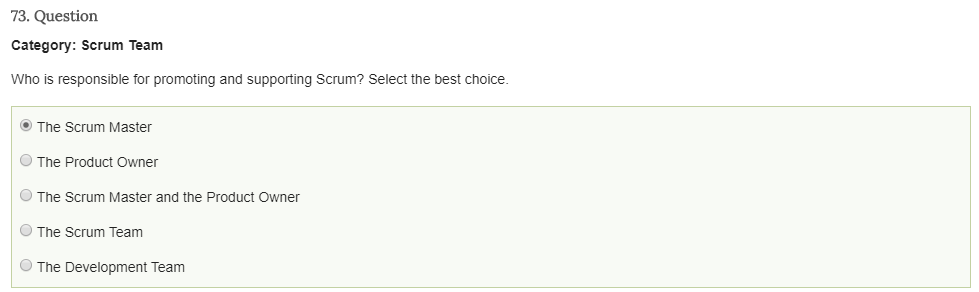 73. Question
Category: Scrum Team
Who is responsible for promoting and supporting Scrum? Select the best choice.
The Scrum Master
The Product Owner
The Scrum Master and the Product Owner
The Scrum Team
The Development Team